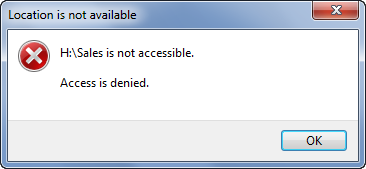 Location is not available
H:\Sales is not accessible.
Access is denied.
OK